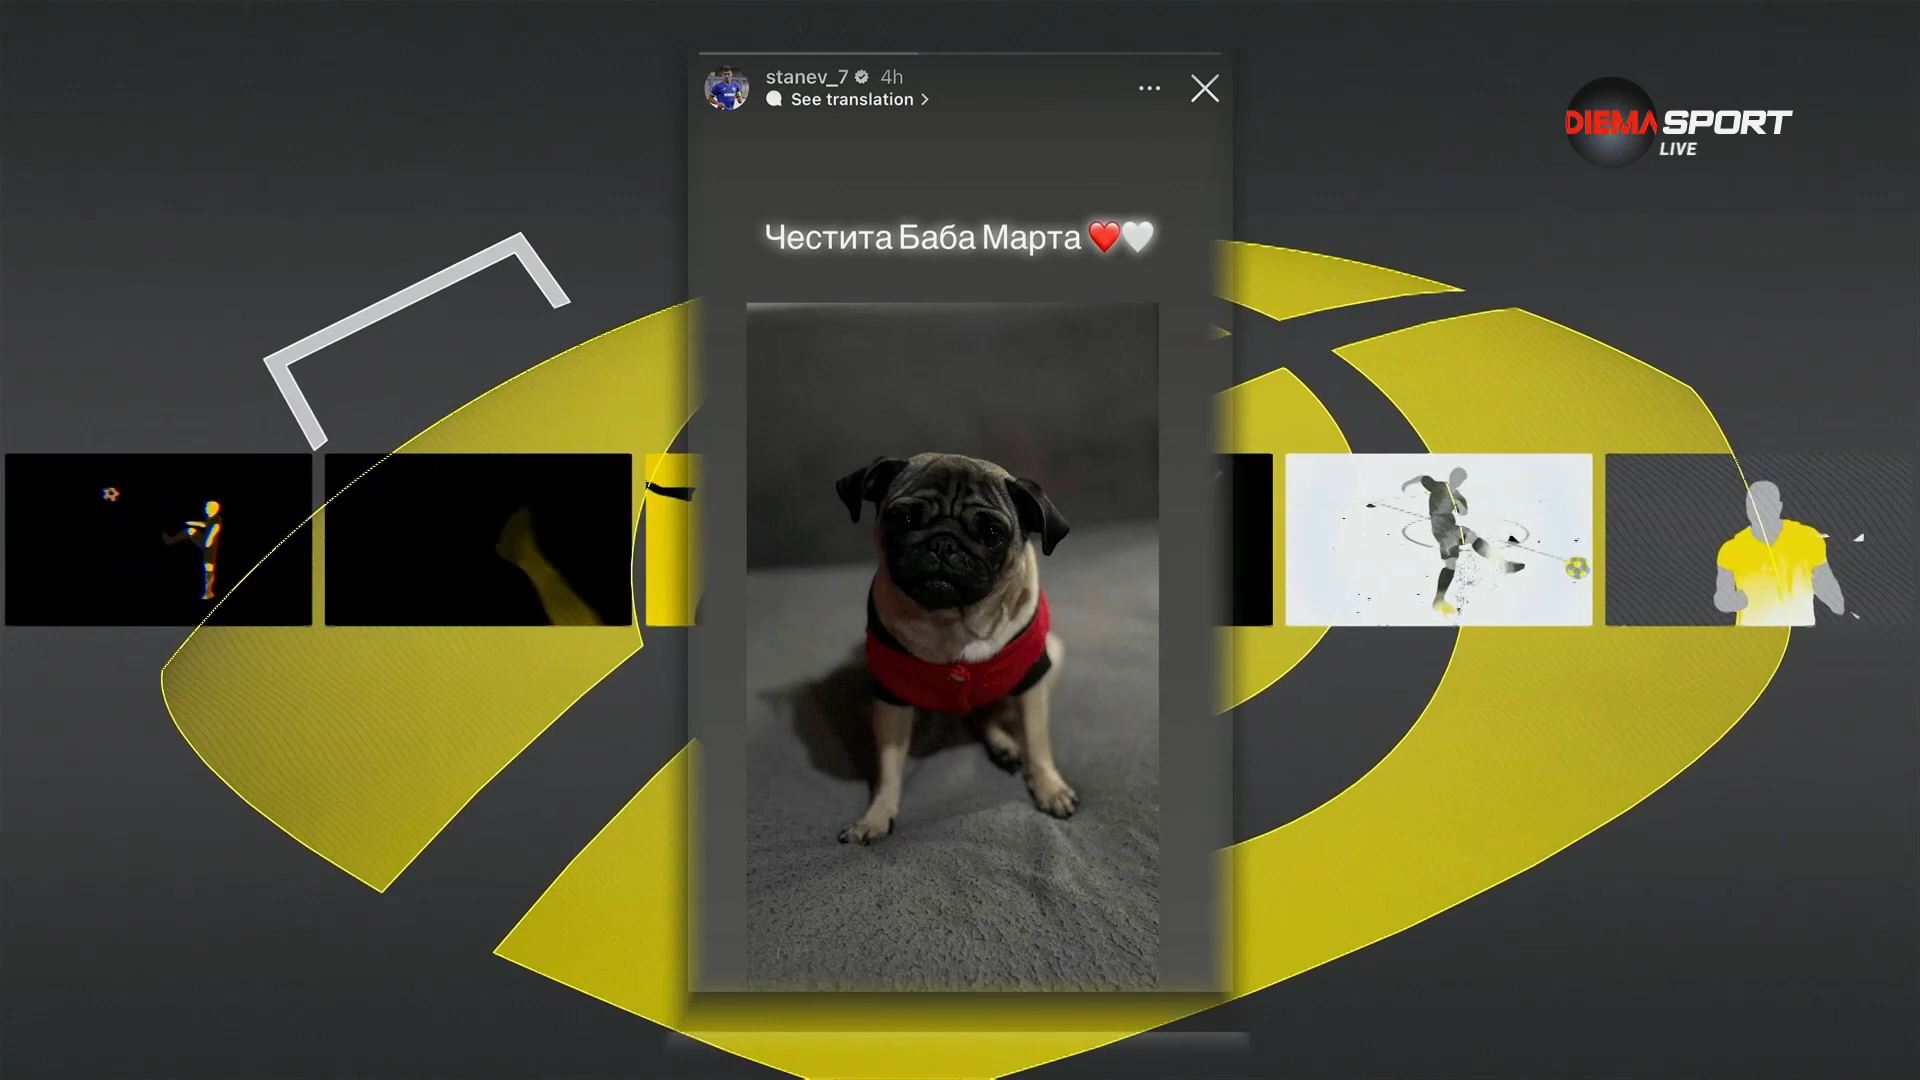 stanev_7 4h
See translation
DIEMA SPORT
LIVE
Честита Баба Марта ❤️🤍